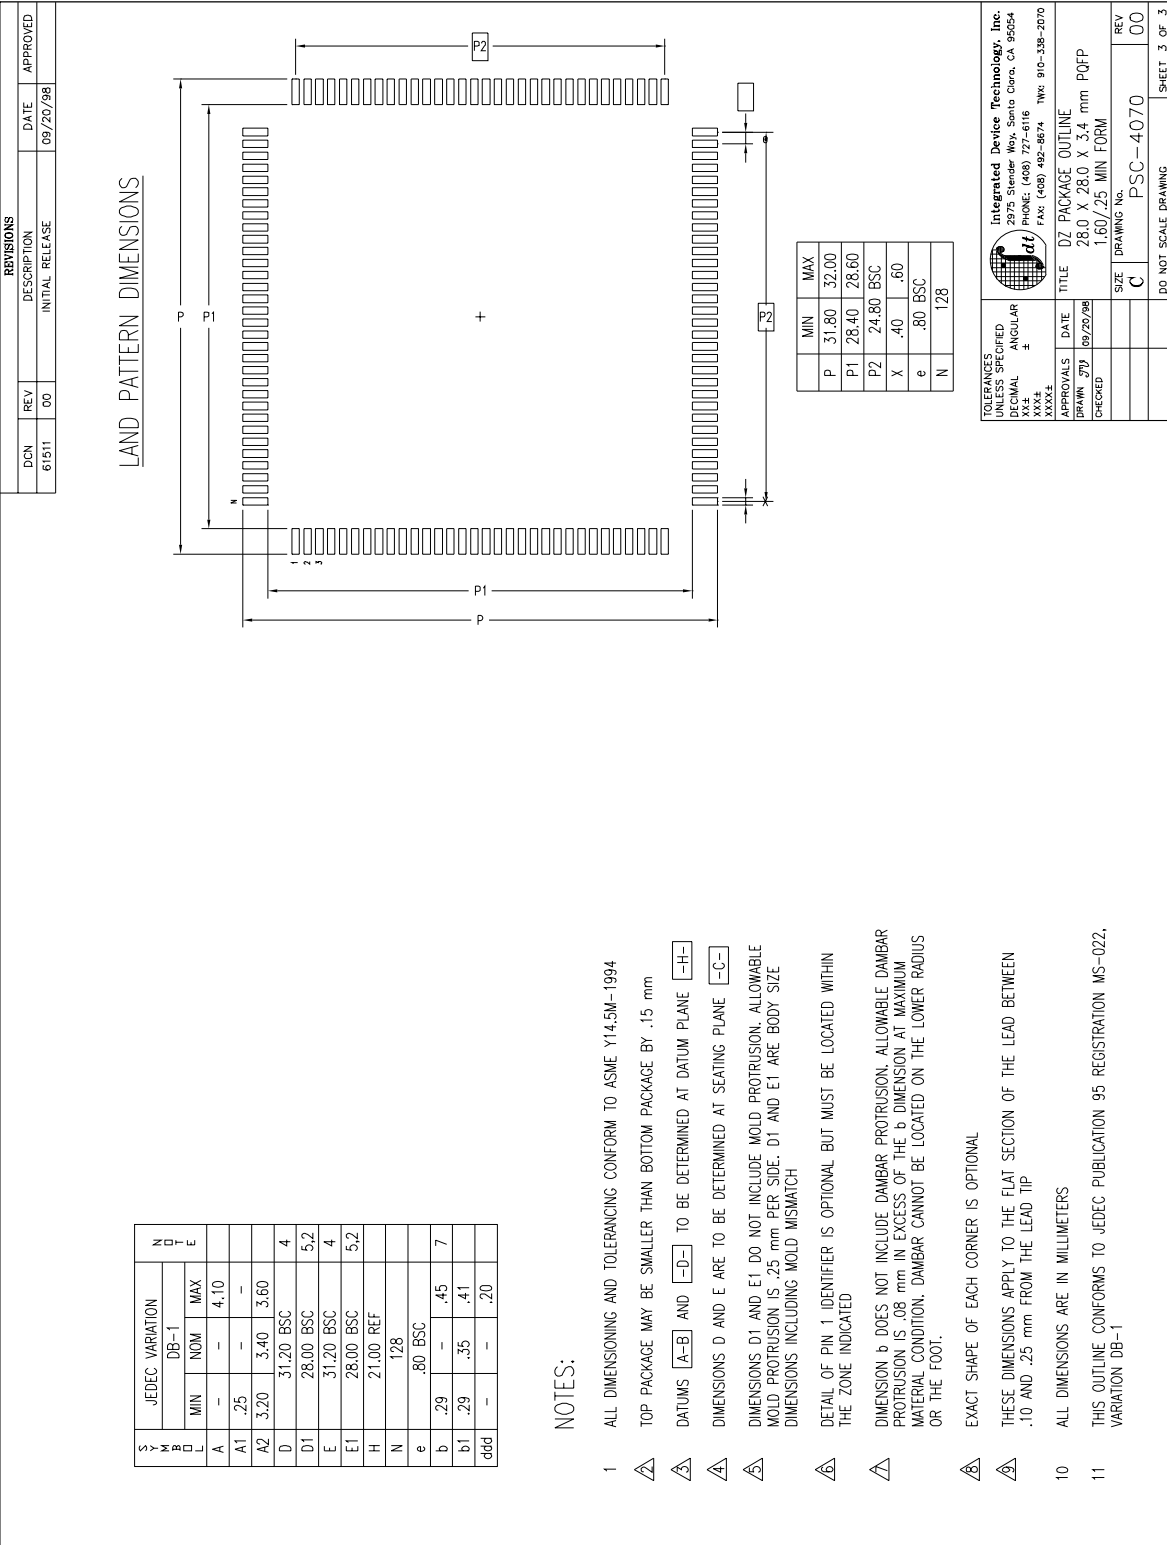 REVISIONS
DCN REV DESCRIPTION DATE APPROVED
61511 00 INITIAL RELEASE 09/20/98
LAND PATTERN DIMENSIONS
P
P1
P2
N
1
2
3
P2
e
X
P1
P
MIN MAX
P 31.80 32.00
P1 28.40 28.60
P2 24.80 BSC
X .40 .60
e .80 BSC
N 128
SYMBOL JEDEC VARIATION NOTE
DB-1
MIN NOM MAX
A – – 4.10
A1 .25 – –
A2 3.20 3.40 3.60
D 31.20 BSC 4
D1 28.00 BSC 5,2
E 31.20 BSC 4
E1 28.00 BSC 5,2
H 21.00 REF
N 128
e .80 BSC
b .29 – .45 7
b1 .29 .35 .41
ddd – – .20
NOTES:
1 ALL DIMENSIONING AND TOLERANCING CONFORM TO ASME Y14.5M-1994
2 TOP PACKAGE MAY BE SMALLER THAN BOTTOM PACKAGE BY .15 mm
3 DATUMS A-B AND -D- TO BE DETERMINED AT DATUM PLANE -H-
4 DIMENSIONS D AND E ARE TO BE DETERMINED AT SEATING PLANE -C-
5 DIMENSIONS D1 AND E1 DO NOT INCLUDE MOLD PROTRUSION. ALLOWABLE
MOLD PROTRUSION IS .25 mm PER SIDE. D1 AND E1 ARE BODY SIZE
DIMENSIONS INCLUDING MOLD MISMATCH
6 DETAIL OF PIN 1 IDENTIFIER IS OPTIONAL BUT MUST BE LOCATED WITHIN
THE ZONE INDICATED
7 DIMENSION b DOES NOT INCLUDE DAMBAR PROTRUSION. ALLOWABLE DAMBAR
PROTRUSION IS .08 mm IN EXCESS OF THE b DIMENSION AT MAXIMUM
MATERIAL CONDITION. DAMBAR CANNOT BE LOCATED ON THE LOWER RADIUS
OR THE FOOT.
8 EXACT SHAPE OF EACH CORNER IS OPTIONAL
9 THESE DIMENSIONS APPLY TO THE FLAT SECTION OF THE LEAD BETWEEN
.10 AND .25 mm FROM THE LEAD TIP
10 ALL DIMENSIONS ARE IN MILLIMETERS
11 THIS OUTLINE CONFORMS TO JEDEC PUBLICATION 95 REGISTRATION MS-022,
VARIATION DB-1
TOLERANCES
UNLESS SPECIFIED
DECIMAL ANGULAR
XX± ±
XXX±
XXXX±
idt
Integrated Device Technology, Inc.
2975 Stender Way, Santa Clara, CA 95054
PHONE: (408) 727-6116
FAX: (408) 492-8674 TWX: 910-338-2070
APPROVALS DATE
DRAWN 09/20/98
CHECKED
TITLE DZ PACKAGE OUTLINE
28.0 X 28.0 X 3.4 mm PQFP
1.60/.25 MIN FORM
SIZE DRAWING No. REV
C PSC-4070 00
DO NOT SCALE DRAWING SHEET 3 OF 3